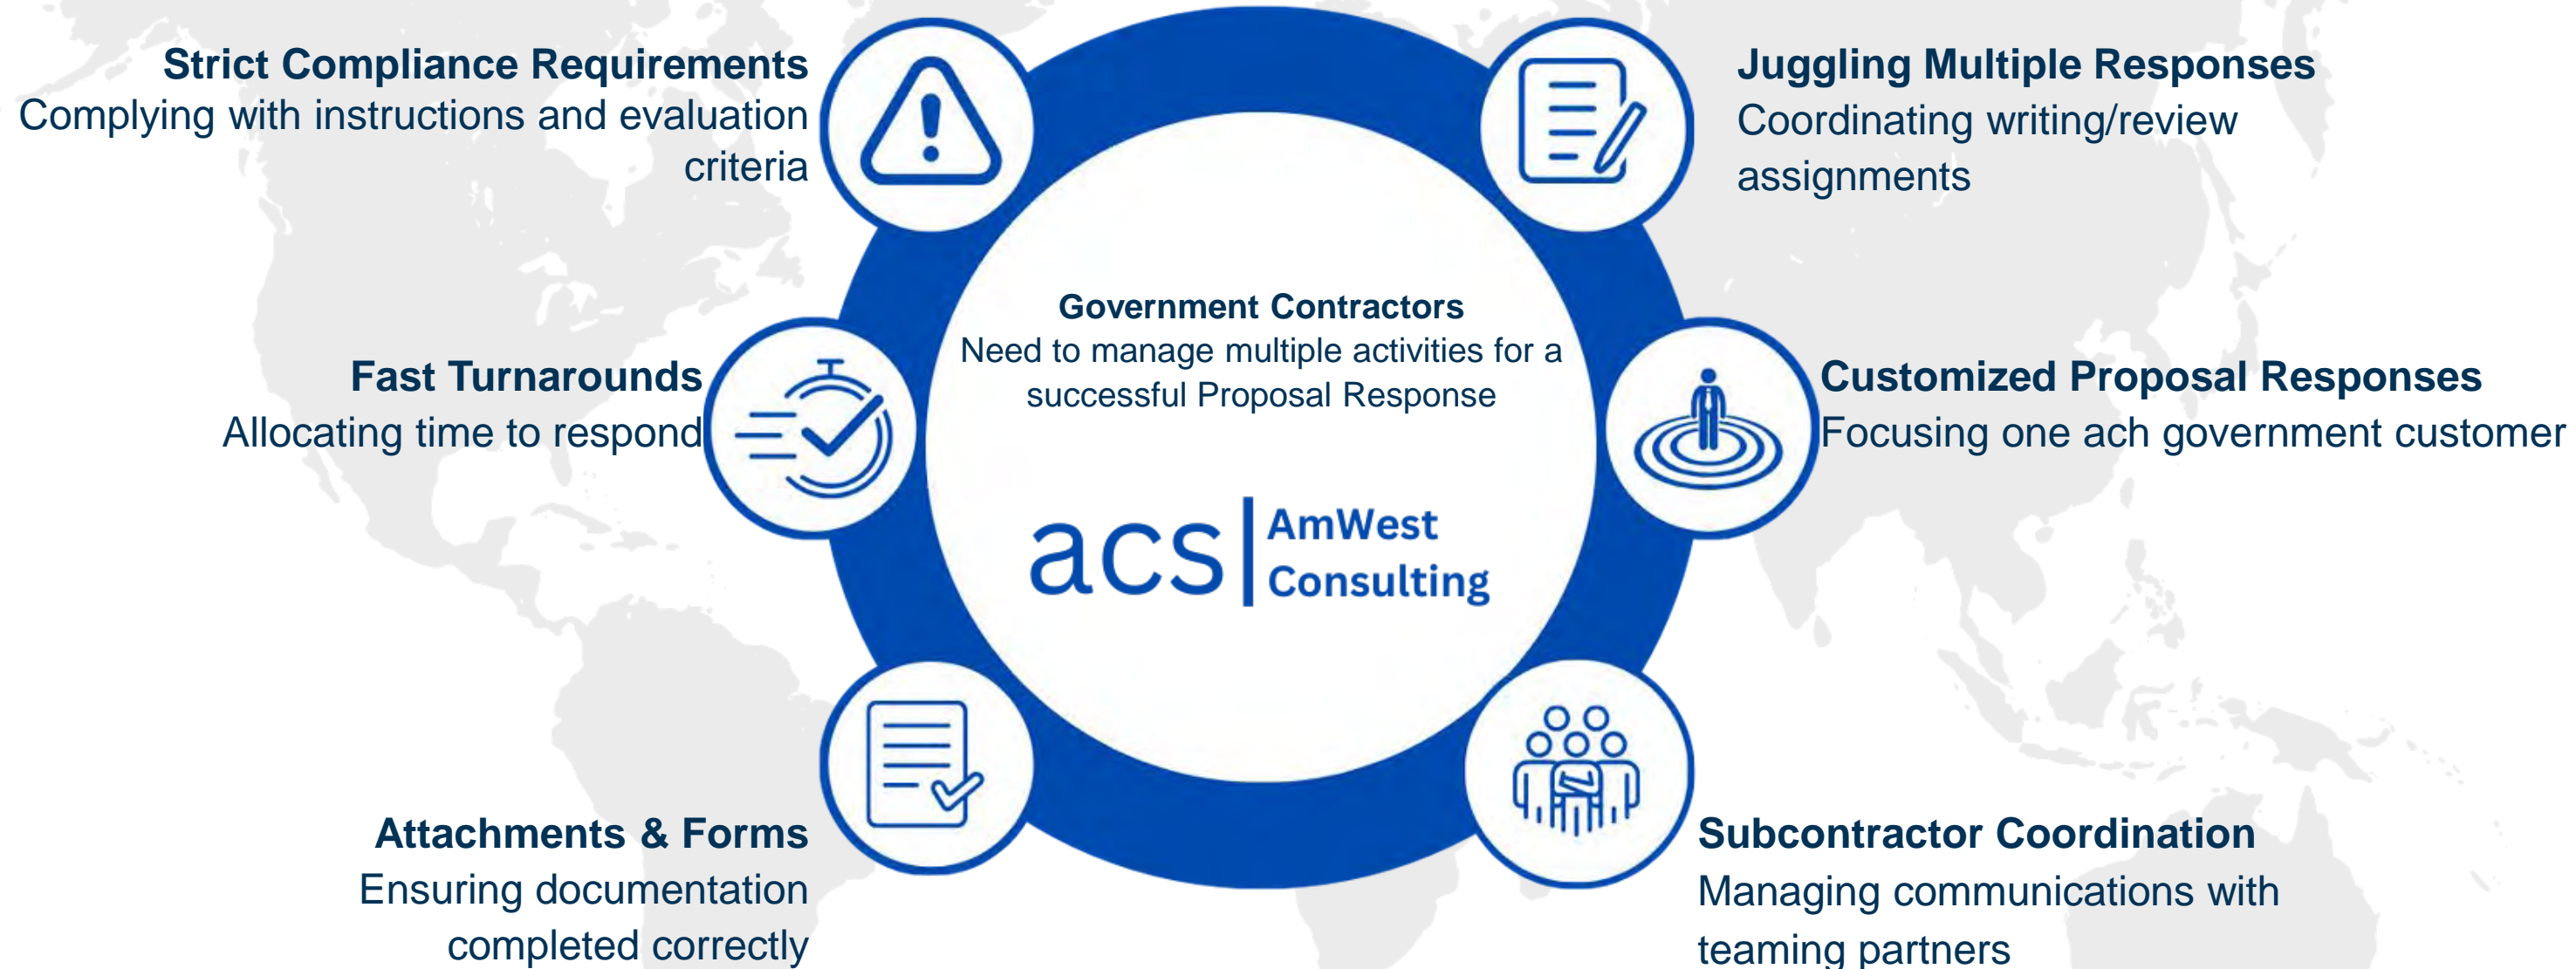 Strict Compliance Requirements
Complying with instructions and evaluation
criteria
Juggling Multiple Responses
Coordinating writing/review
assignments
Government Contractors
Need to manage multiple activities for a
successful Proposal Response
Fast Turnarounds
Allocating time to respond
Customized Proposal Responses
Focusing one ach government customer
acs
AmWest
Consulting
Attachments & Forms
Ensuring documentation
completed correctly
Subcontractor Coordination
Managing communications with
teaming partners